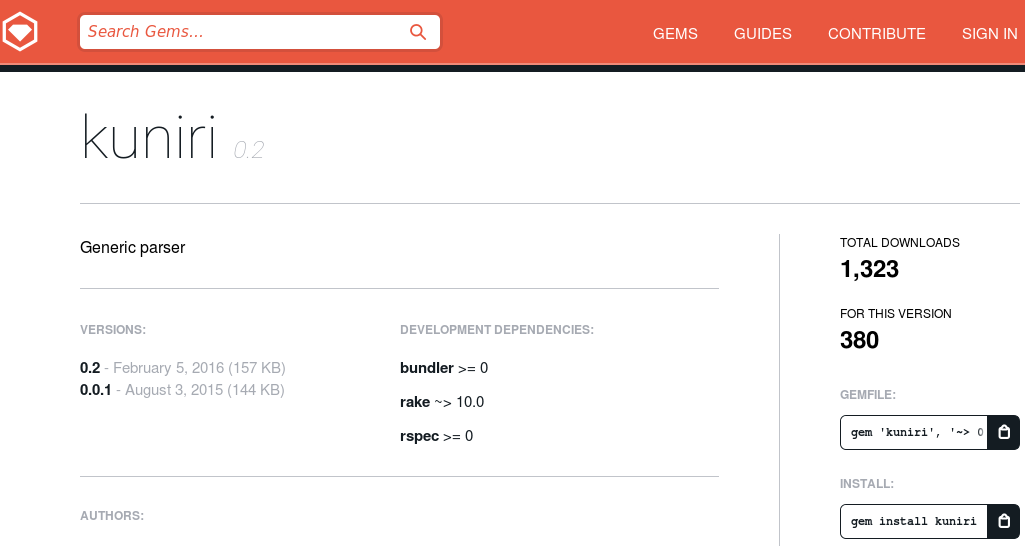 Search Gems...
GEMS GUIDES CONTRIBUTE SIGN IN
kuniri 0.2
Generic parser
VERSIONS:
0.2 - February 5, 2016 (157 KB)
0.0.1 - August 3, 2015 (144 KB)
DEVELOPMENT DEPENDENCIES:
bundler >= 0
rake ~> 10.0
rspec >= 0
AUTHORS:
TOTAL DOWNLOADS
1,323
FOR THIS VERSION
380
GEMFILE:
gem 'kuniri', '~> 0
INSTALL:
gem install kuniri